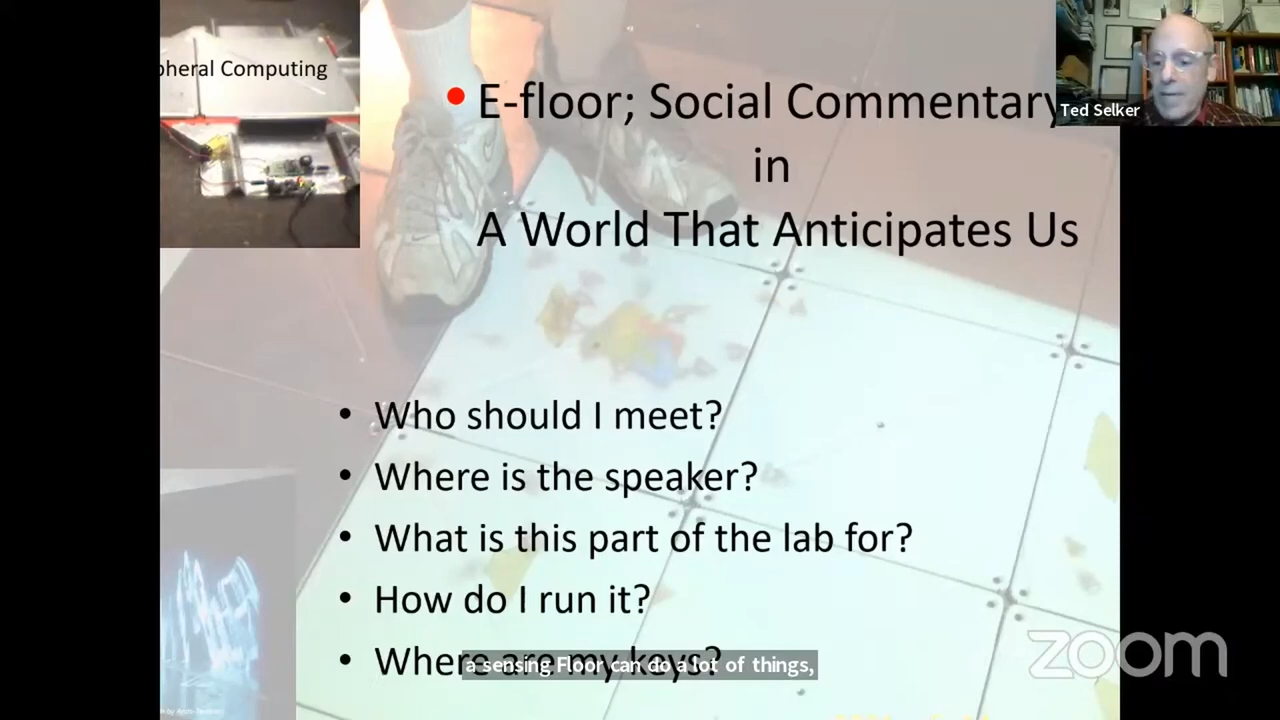 pheral Computing
• E-floor; Social Commentary
in
A World That Anticipates Us
Ted Selker
• Who should I meet?
• Where is the speaker?
• What is this part of the lab for?
• How do I run it?
• Where are my keys?
a sensing Floor can do a lot of things,
zoom